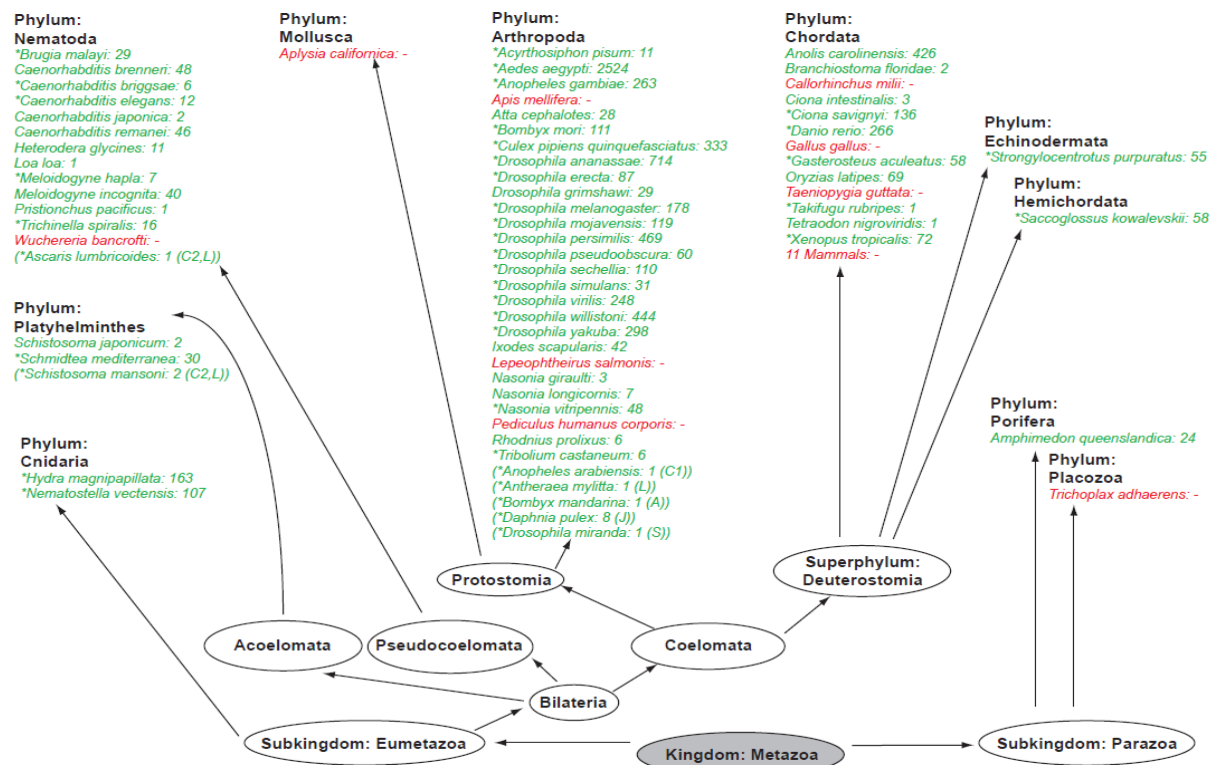 Phylum:
Nematoda
*Brugia malayi: 29
Caenorhabditis brenneri: 48
*Caenorhabditis briggsae: 6
*Caenorhabditis elegans: 12
Caenorhabditis japonica: 2
Caenorhabditis remanei: 46
Heterodera glycines: 11
Loa loa: 1
*Meloidogyne hapla: 7
Meloidogyne incognita: 40
Pristionchus pacificus: 1
*Trichinella spiralis: 16
Wuchereria bancrofti: -
(*Ascaris lumbricoides: 1 (C2,L))
Phylum:
Platyhelminthes
Schistosoma japonicum: 2
*Schmidtea mediterranea: 30
(*Schistosoma mansoni: 2 (C2,L))
Phylum:
Cnidaria
*Hydra magnipapillata: 163
*Nematostella vectensis: 107
Phylum:
Mollusca
Aplysia californica: -
Phylum:
Arthropoda
*Acyrthosiphon pisum: 11
*Aedes aegypti: 2524
*Anopheles gambiae: 263
Apis mellifera: -
Atta cephalotes: 28
*Bombyx mori: 111
*Culex pipiens quinquefasciatus: 333
*Drosophila ananassae: 714
*Drosophila erecta: 87
Drosophila grimshawi: 29
*Drosophila melanogaster: 178
*Drosophila mojavensis: 119
*Drosophila persimilis: 469
*Drosophila pseudoobscura: 60
*Drosophila sechellia: 110
*Drosophila simulans: 31
*Drosophila virilis: 248
*Drosophila willistoni: 444
*Drosophila yakuba: 298
Ixodes scapularis: 42
Lepeophtheirus salmonis: -
Nasonia giraulti: 3
Nasonia longicornis: 7
*Nasonia vitripennis: 48
Pediculus humanus corporis: -
Rhodnius prolixus: 6
*Tribolium castaneum: 6
(*Anopheles arabiensis: 1 (C1))
(*Antheraea mylitta: 1 (L))
(*Bombyx mandarina: 1 (A))
(*Daphnia pulex: 8 (J))
(*Drosophila miranda: 1 (S))
Phylum:
Chordata
Anolis carolinensis: 426
Branchiostoma floridae: 2
Callorhinchus milii: -
Ciona intestinalis: 3
*Ciona savignyi: 136
*Danio rerio: 266
Gallus gallus: -
*Gasterosteus aculeatus: 58
Oryzias latipes: 69
Taeniopygia guttata: -
*Takifugu rubripes: 1
Tetraodon nigroviridis: 1
*Xenopus tropicalis: 72
11 Mammals: -
Phylum:
Echinodermata
*Strongylocentrotus purpuratus: 55
Phylum:
Hemichordata
*Saccoglossus kowalevskii: 58
Phylum:
Porifera
Amphimedon queenslandica: 24
Phylum:
Placozoa
Trichoplax adhaerens: -
Protostomia
Superphylum:
Deuterostomia
Acoelomata
Pseudocoelomata
Coelomata
Bilateria
Subkingdom: Eumetazoa
Kingdom: Metazoa
Subkingdom: Parazoa